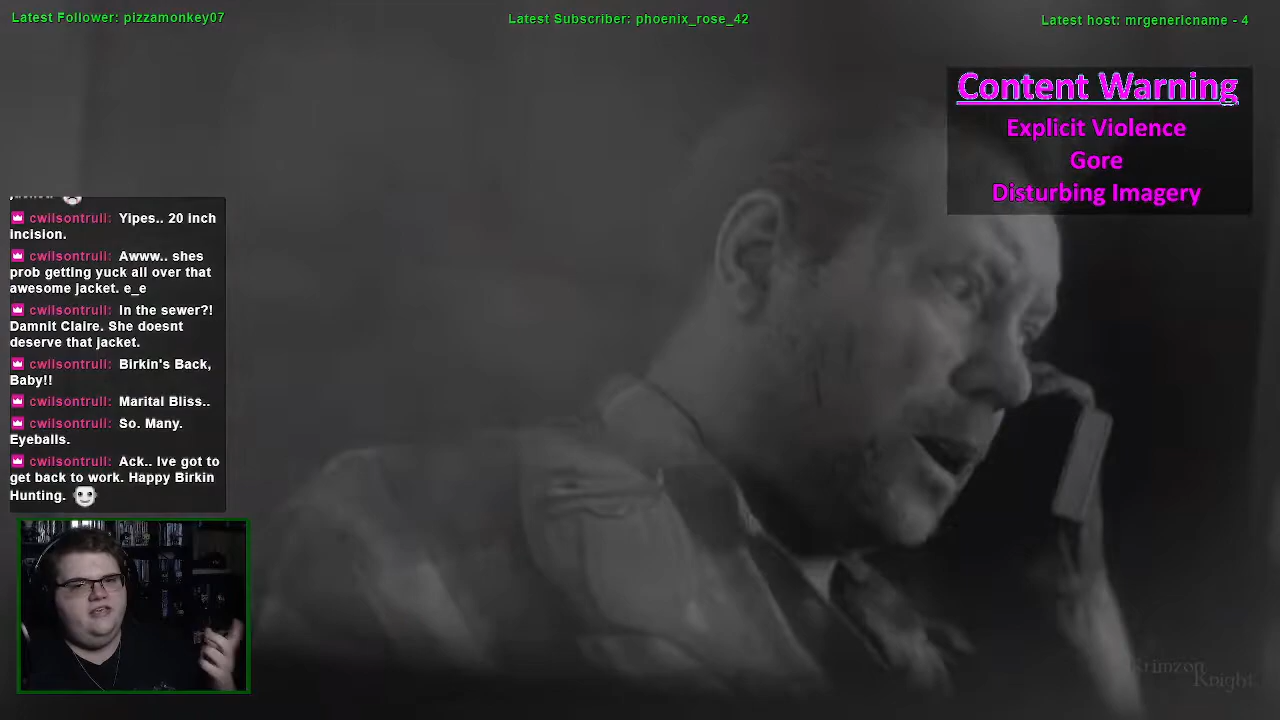 Latest Follower: pizzamonkey07
Latest Subscriber: phoenix_rose_42
Latest host: mrgenericname - 4
Content Warning
Explicit Violence
Gore
Disturbing Imagery
cwilsontrull: Yipes.. 20 inch
incision.
cwilsontrull: Awww.. shes
prob getting yuck all over that
awesome jacket. e_e
cwilsontrull: In the sewer?!
Damnit Claire. She doesnt
deserve that jacket.
cwilsontrull: Birkin's Back,
Baby!!
cwilsontrull: Marital Bliss..
cwilsontrull: So. Many.
Eyeballs.
cwilsontrull: Ack.. Ive got to
get back to work. Happy Birkin
Hunting.
Krimzon
Knight